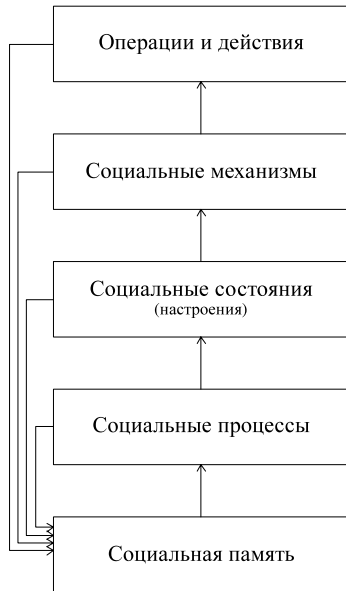 Операции и действия
Социальные механизмы
Социальные состояния
(настроения)
Социальные процессы
Социальная память